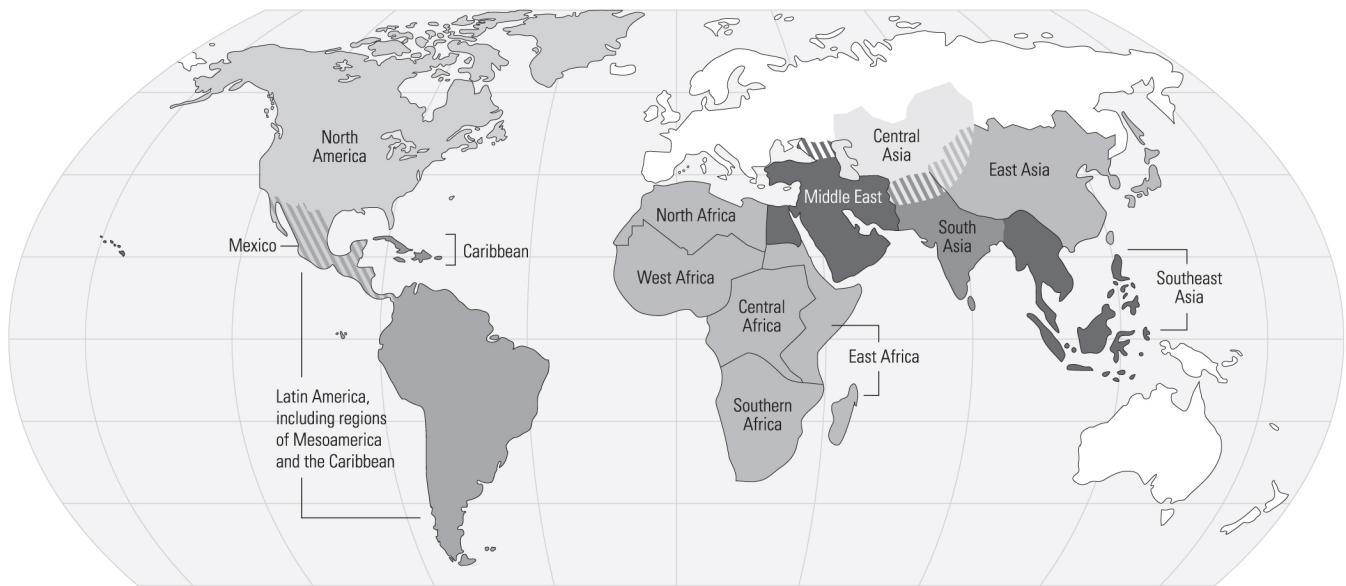 North
America
Mexico
Caribbean
Latin America,
including regions
of Mesoamerica
and the Caribbean
North Africa
West Africa
Central
Africa
East Africa
Southern
Africa
Middle East
Central
Asia
East Asia
South
Asia
Southeast
Asia